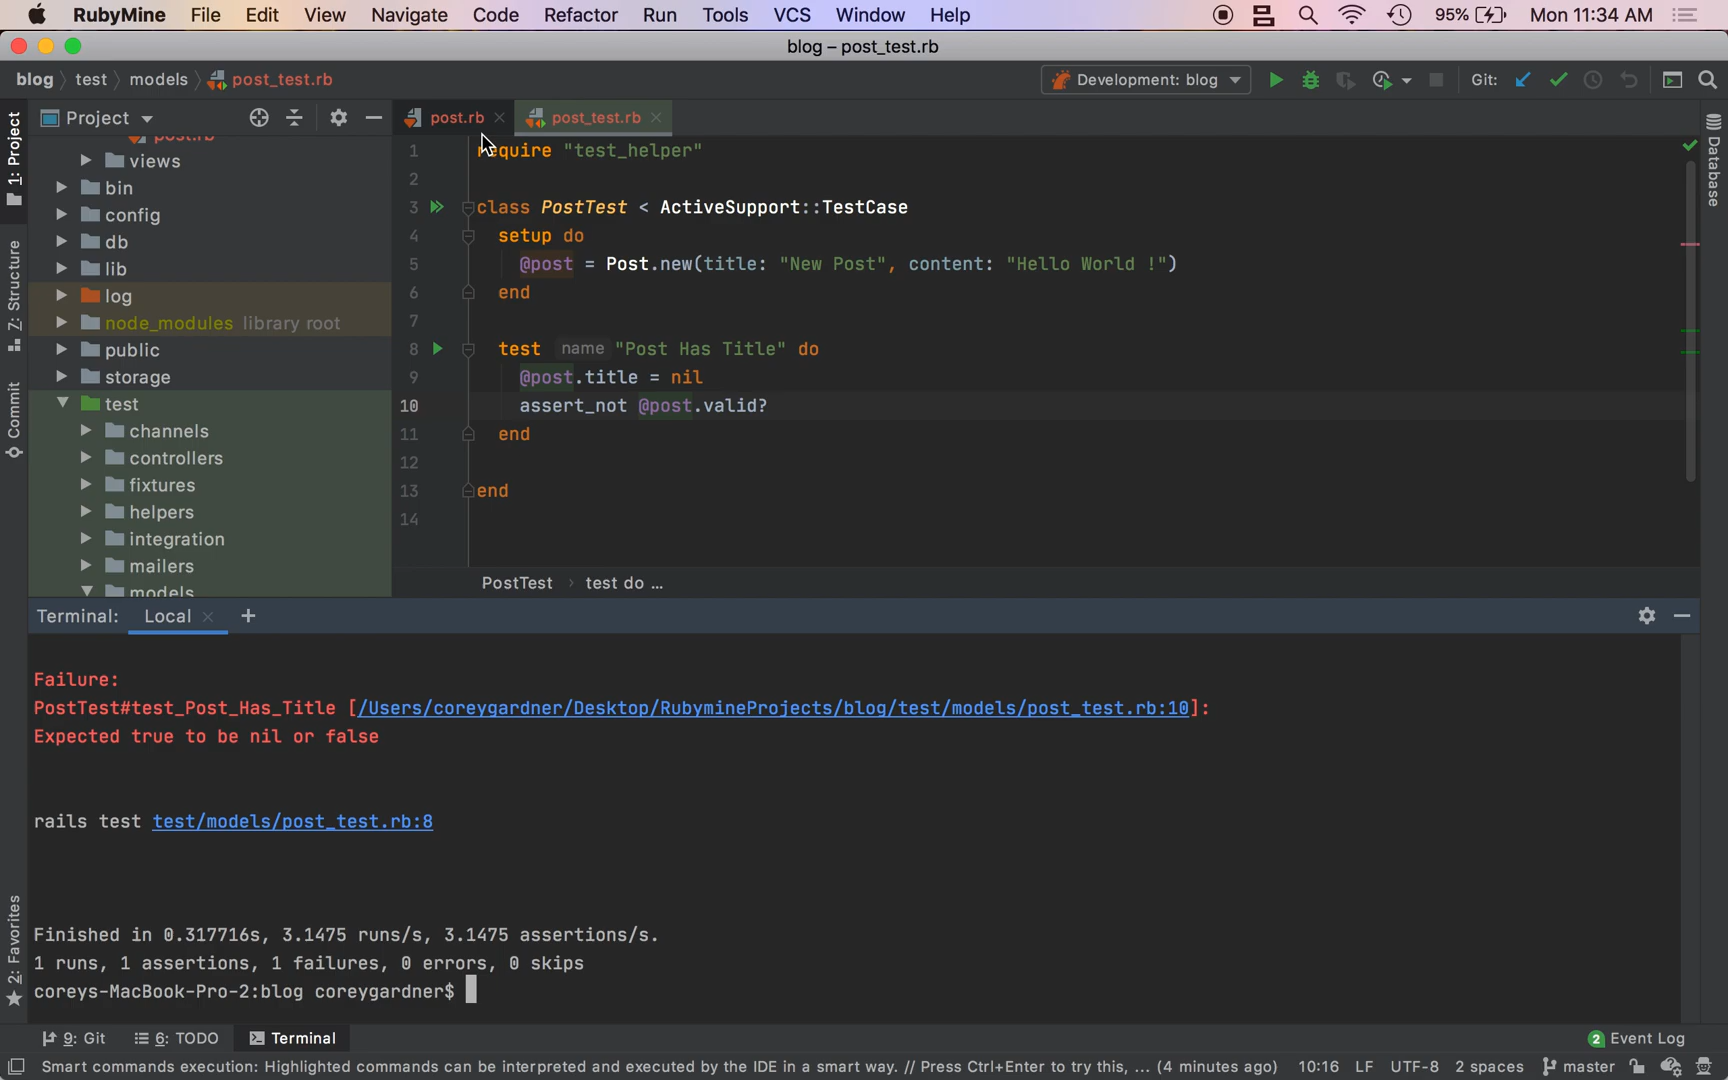 RubyMine File Edit View Navigate Code Refactor Run Tools VCS Window Help 95% Mon 11:34 AM
blog – post_test.rb
blog test models post_test.rb Development: blog Git:
1: Project
Z: Structure
Commit
2: Favorites
Project
post.rb
views
bin
config
db
lib
log
node_modules library root
public
storage
test
channels
controllers
fixtures
helpers
integration
mailers
models
post.rb post_test.rb
1 require "test_helper"
2
3 class PostTest < ActiveSupport::TestCase
4 setup do
5 @post = Post.new(title: "New Post", content: "Hello World !")
6 end
7
8 test name "Post Has Title" do
9 @post.title = nil
10 assert_not @post.valid?
11 end
12
13 end
14
PostTest test do ...
Database
Terminal: Local +
Failure:
PostTest#test_Post_Has_Title [/Users/coreygardner/Desktop/RubymineProjects/blog/test/models/post_test.rb:10]:
Expected true to be nil or false
rails test test/models/post_test.rb:8
Finished in 0.317716s, 3.1475 runs/s, 3.1475 assertions/s.
1 runs, 1 assertions, 1 failures, 0 errors, 0 skips
coreys-MacBook-Pro-2:blog coreygardner$
9: Git 6: TODO Terminal 2 Event Log
Smart commands execution: Highlighted commands can be interpreted and executed by the IDE in a smart way. // Press Ctrl+Enter to try this, ... (4 minutes ago) 10:16 LF UTF-8 2 spaces master